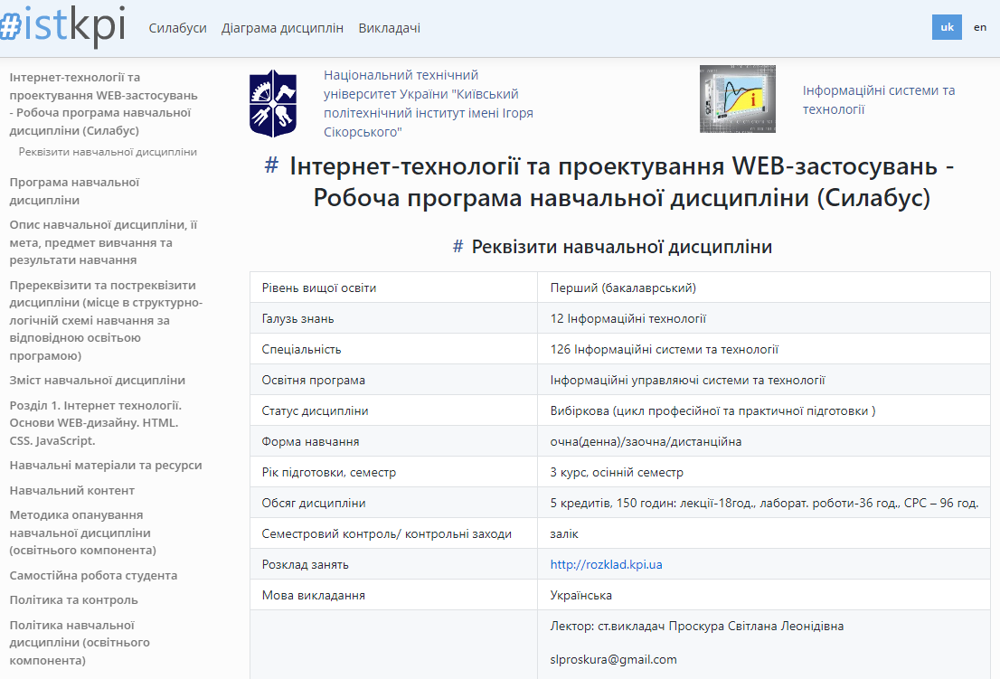 #istkpi
Силабуси
Діаграма дисциплін
Викладачі
uk
en
Інтернет-технології та
проектування WEB-застосувань
- Робоча програма навчальної
дисципліни (Силабус)
Реквізити навчальної дисципліни
Програма навчальної
дисципліни
Опис навчальної дисципліни, її
мета, предмет вивчання та
результати навчання
Пререквізити та постреквізити
дисципліни (місце в структурно-
логічній схемі навчання за
відповідною освітьою
програмою)
Зміст навчальної дисципліни
Розділ 1. Інтернет технології.
Основи WEB-дизайну. HTML.
CSS. JavaScript.
Навчальні матеріали та ресурси
Навчальний контент
Методика опанування
навчальної дисципліни
(освітнього компонента)
Самостійна робота студента
Політика та контроль
Політика навчальної
дисципліни (освітнього
компонента)
Національний технічний
університет України "Київський
політехнічний інститут імені Ігоря
Сікорського"
i
Інформаційні системи та
технології
# Інтернет-технології та проектування WEB-застосувань -
Робоча програма навчальної дисципліни (Силабус)
# Реквізити навчальної дисципліни
Рівень вищої освіти Перший (бакалаврський)
Галузь знань 12 Інформаційні технології
Спеціальність 126 Інформаційні системи та технології
Освітня програма Інформаційні управляючі системи та технології
Статус дисципліни Вибіркова (цикл професійної та практичної підготовки )
Форма навчання очна(денна)/заочна/дистанційна
Рік підготовки, семестр 3 курс, осінній семестр
Обсяг дисципліни 5 кредитів, 150 годин: лекції-18год., лаборат. роботи-36 год., СРС – 96 год.
Семестровий контроль/ контрольні заходи залік
Розклад занять http://rozklad.kpi.ua
Мова викладання Українська
Лектор: ст.викладач Проскура Світлана Леонідівна
slproskura@gmail.com